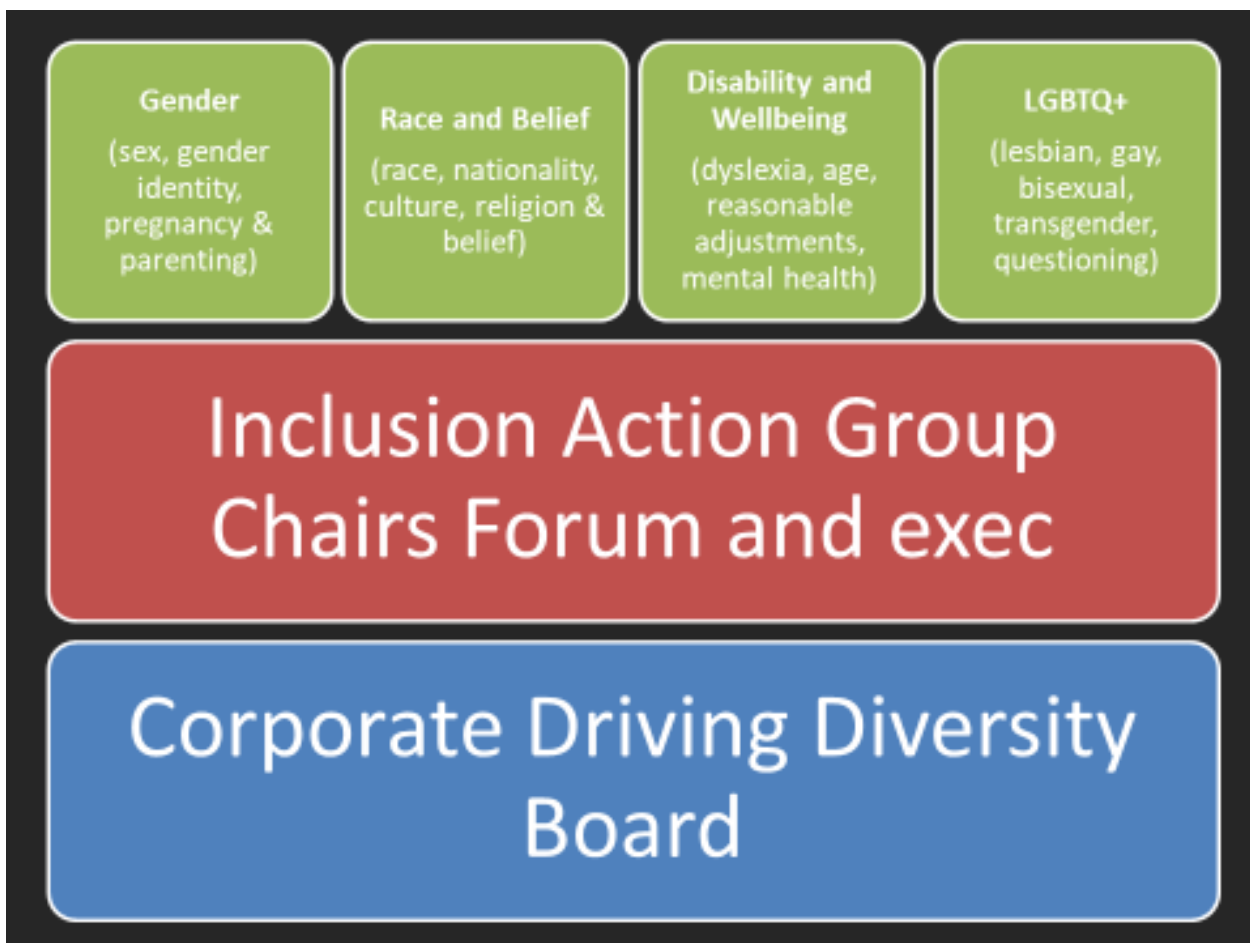 Gender
(sex, gender
identity,
pregnancy &
parenting)
Race and Belief
(race, nationality,
culture, religion &
belief)
Disability and
Wellbeing
(dyslexia, age,
reasonable
adjustments,
mental health)
LGBTQ+
(lesbian, gay,
bisexual,
transgender,
questioning)
Inclusion Action Group
Chairs Forum and exec
Corporate Driving Diversity
Board